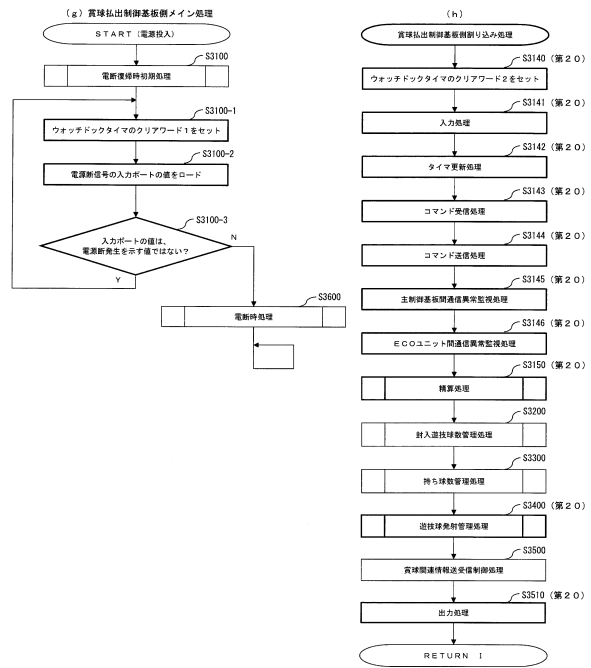 (g) 賞球払出制御基板側メイン処理
START (電源投入)
S3100
電断復帰時初期処理
S3100-1
ウォッチドックタイマのクリアワード1をセット
S3100-2
電源断信号の入力ポートの値をロード
S3100-3
入力ポートの値は、
電源断発生を示す値ではない?
N
Y
S3600
電断時処理
(h)
賞球払出制御基板側割り込み処理
S3140 (第20)
ウォッチドックタイマのクリアワード2をセット
S3141 (第20)
入力処理
S3142 (第20)
タイマ更新処理
S3143 (第20)
コマンド受信処理
S3144 (第20)
コマンド送信処理
S3145 (第20)
主制御基板間通信異常監視処理
S3146 (第20)
ECOユニット間通信異常監視処理
S3150 (第20)
精算処理
S3200
封入遊技球数管理処理
S3300
持ち球数管理処理
S3400 (第20)
遊技球発射管理処理
S3500
賞球関連情報送受信制御処理
S3510 (第20)
出力処理
RETURN I